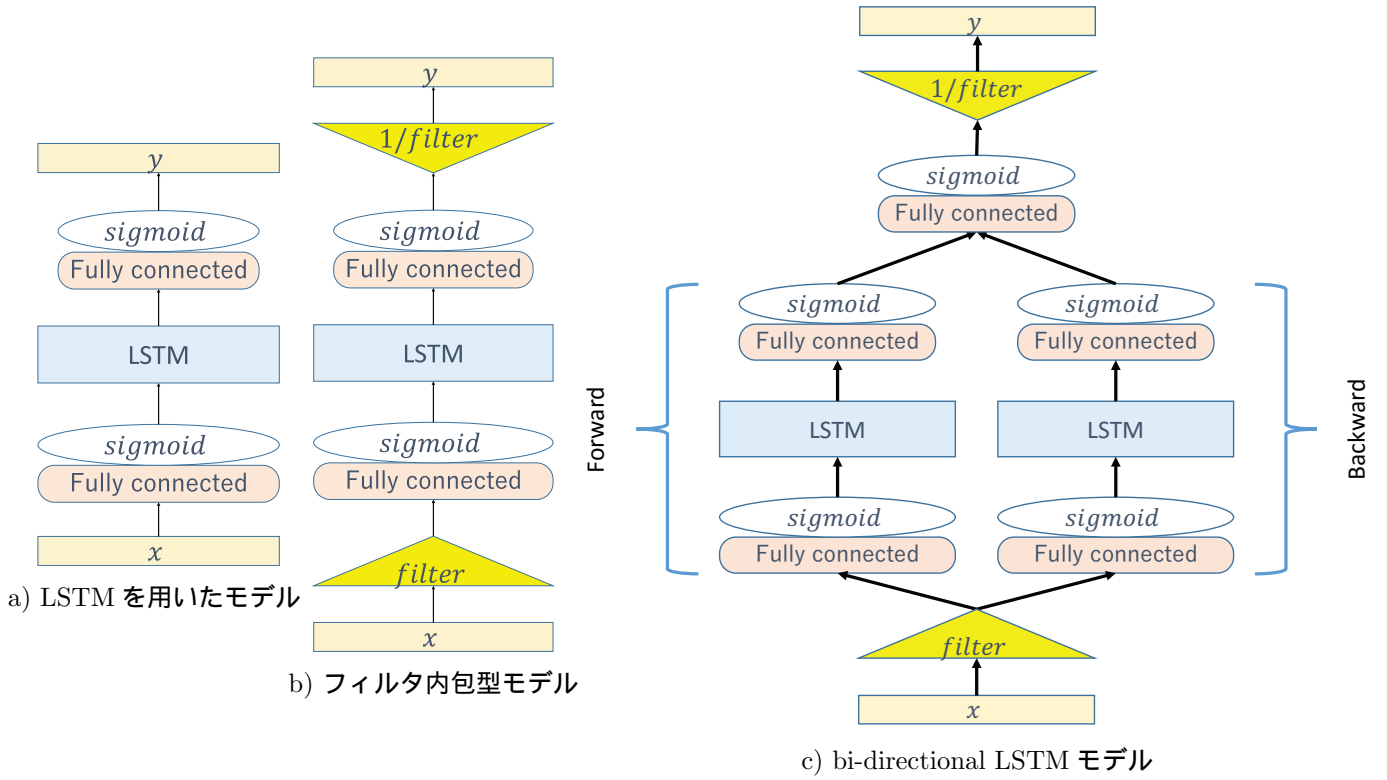 y
sigmoid
Fully connected
LSTM
sigmoid
Fully connected
x
a) LSTM を用いたモデル
y
1/filter
sigmoid
Fully connected
LSTM
sigmoid
Fully connected
filter
x
b) フィルタ内包型モデル
y
1/filter
sigmoid
Fully connected
Forward
sigmoid
Fully connected
LSTM
sigmoid
Fully connected
sigmoid
Fully connected
LSTM
sigmoid
Fully connected
Backward
filter
x
c) bi-directional LSTM モデル